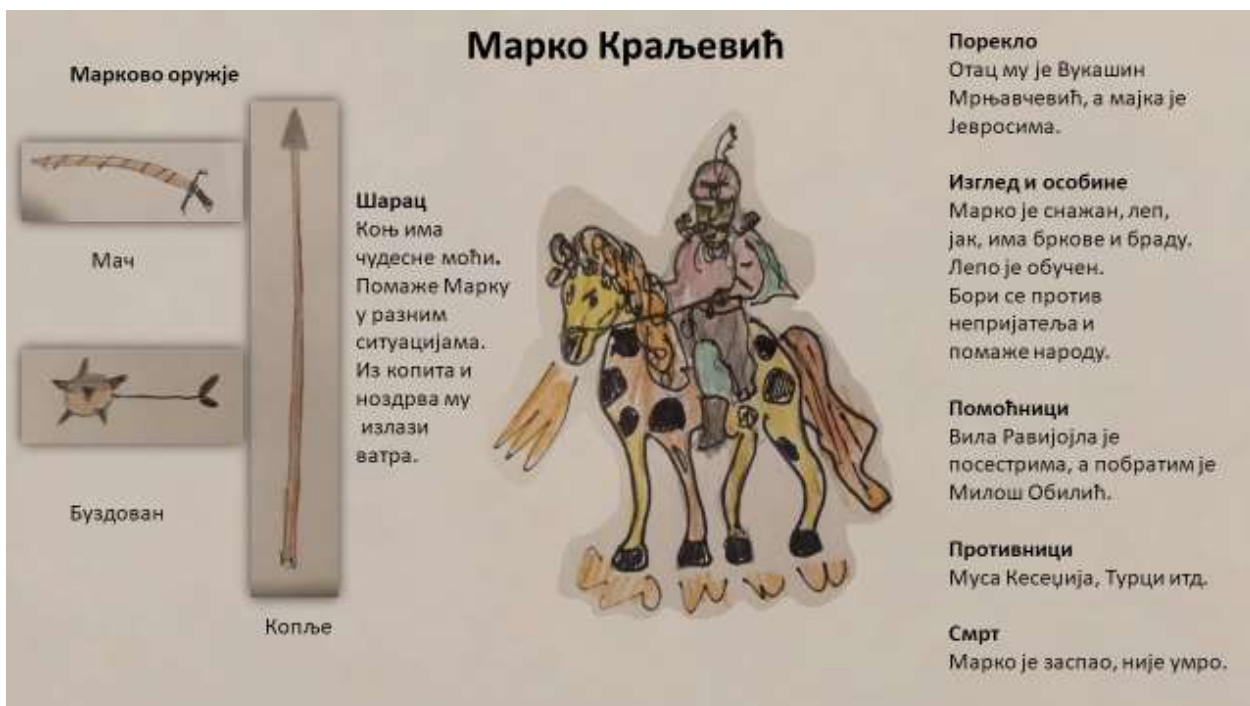 Марко Краљевић
Марково оружје
Мач
Буздован
Копље
Шарац
Коњ има
чудесне моћи.
Помаже Марку
у разним
ситуацијама.
Из копита и
ноздрва му
излази
ватра.
Порекло
Отац му је Вукашин
Мрњавчевић, а мајка је
Јевросима.
Изглед и особине
Марко је снажан, леп,
јак, има бркове и браду.
Лепо је обучен.
Бори се против
непријатеља и
помаже народу.
Помоћници
Вила Равијојла је
посестрима, а побратим је
Милош Обилић.
Противници
Муса Кесеџија, Турци итд.
Смрт
Марко је заспао, није умро.